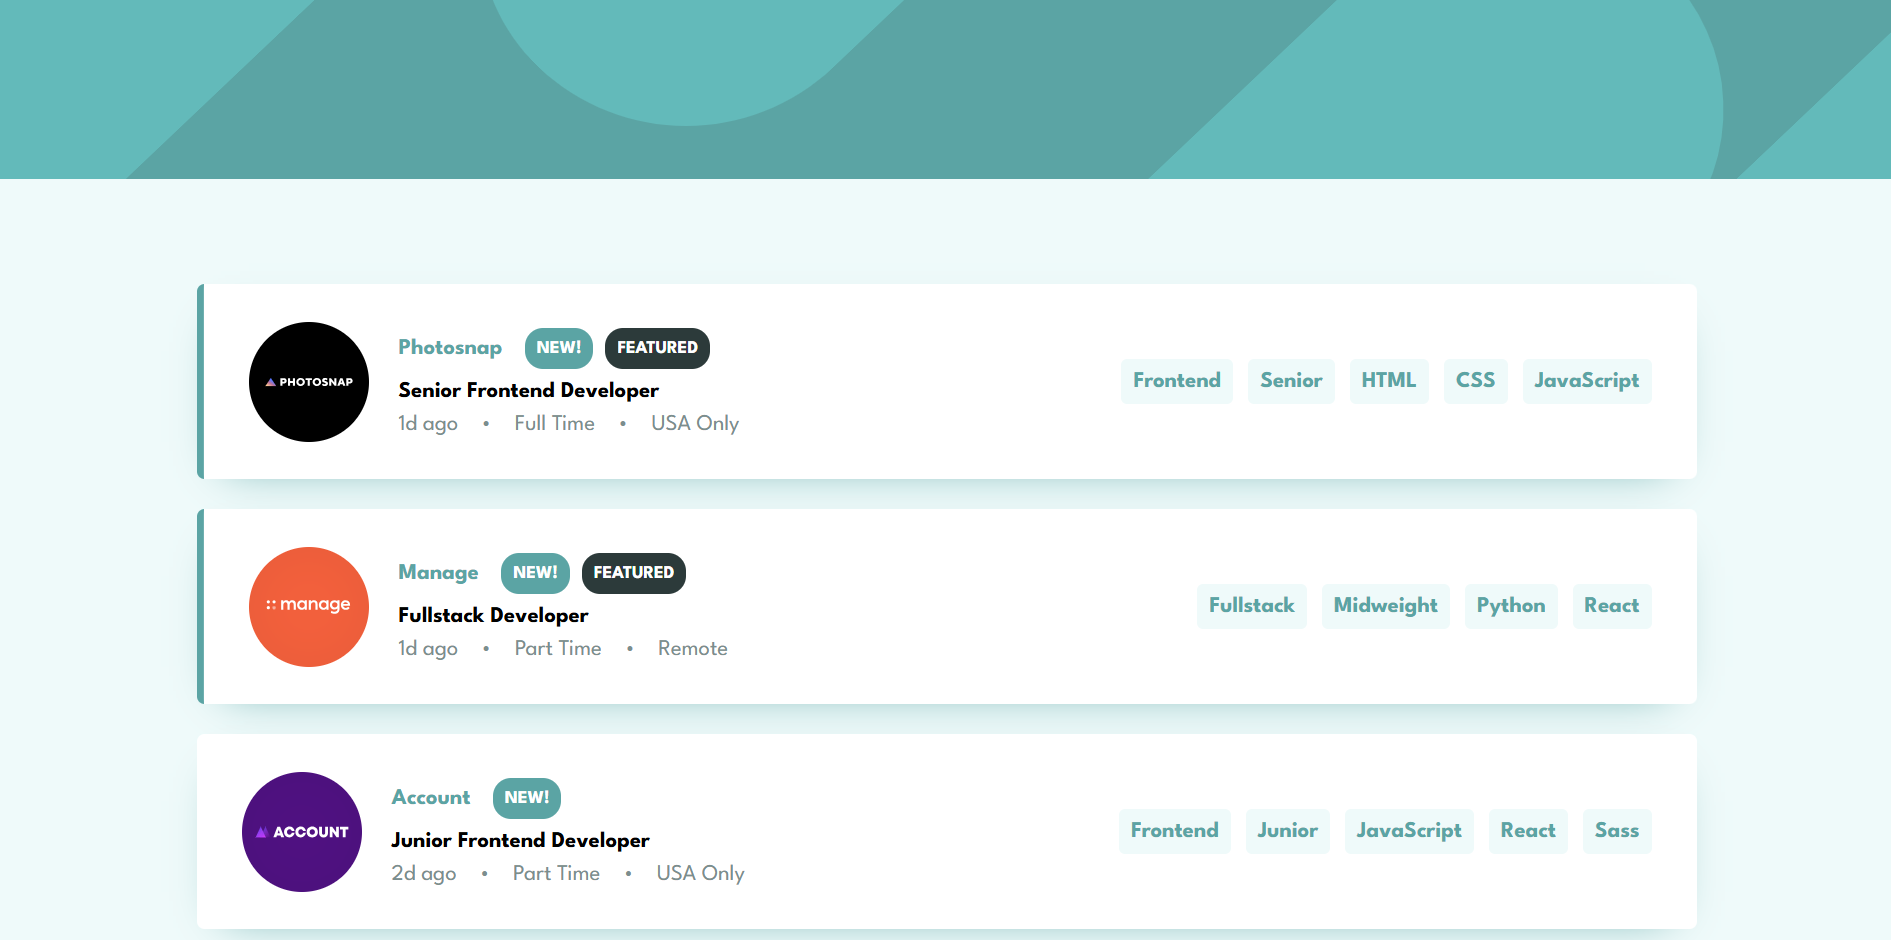 PHOTOSNAP
Photosnap NEW! FEATURED
Senior Frontend Developer
1d ago • Full Time • USA Only
Frontend Senior HTML CSS JavaScript
manage
Manage NEW! FEATURED
Fullstack Developer
1d ago • Part Time • Remote
Fullstack Midweight Python React
ACCOUNT
Account NEW!
Junior Frontend Developer
2d ago • Part Time • USA Only
Frontend Junior JavaScript React Sass